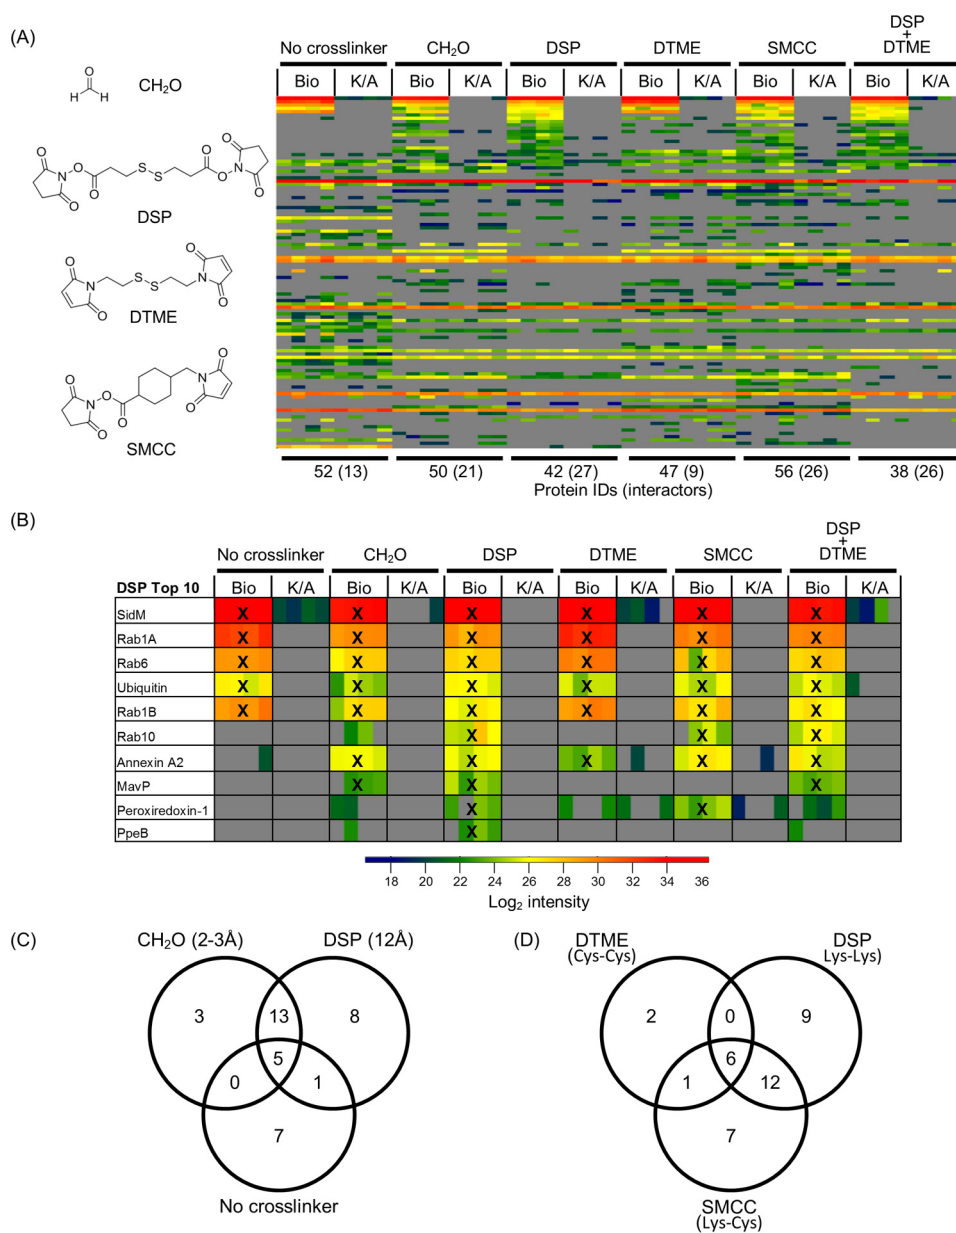 (A)
No crosslinker CH₂O DSP DTME SMCC DSP + DTME
Bio K/A Bio K/A Bio K/A Bio K/A Bio K/A Bio K/A
O
H H
CH₂O
O N O O O S S O O N O O
DSP
O N O S S N O O
DTME
O N O O O N O O
SMCC
52 (13) 50 (21) 42 (27) 47 (9) 56 (26) 38 (26)
Protein IDs (interactors)
(B)
No crosslinker CH₂O DSP DTME SMCC DSP + DTME
DSP Top 10 Bio K/A Bio K/A Bio K/A Bio K/A Bio K/A Bio K/A
SidM X X X X X X
Rab1A X X X X X X
Rab6 X X X X X X
Ubiquitin X X X X X X
Rab1B X X X X X X
Rab10 X X X
Annexin A2 X X X X X
MavP X X X
Peroxiredoxin-1 X X
PpeB X
18 20 22 24 26 28 30 32 34 36
Log₂ intensity
(C)
CH₂O (2-3Å) DSP (12Å)
3 13 8
5
0 1
7
No crosslinker
(D)
DTME
(Cys-Cys)
DSP
Lys-Lys)
2 0 9
6
1 12
7
SMCC
(Lys-Cys)